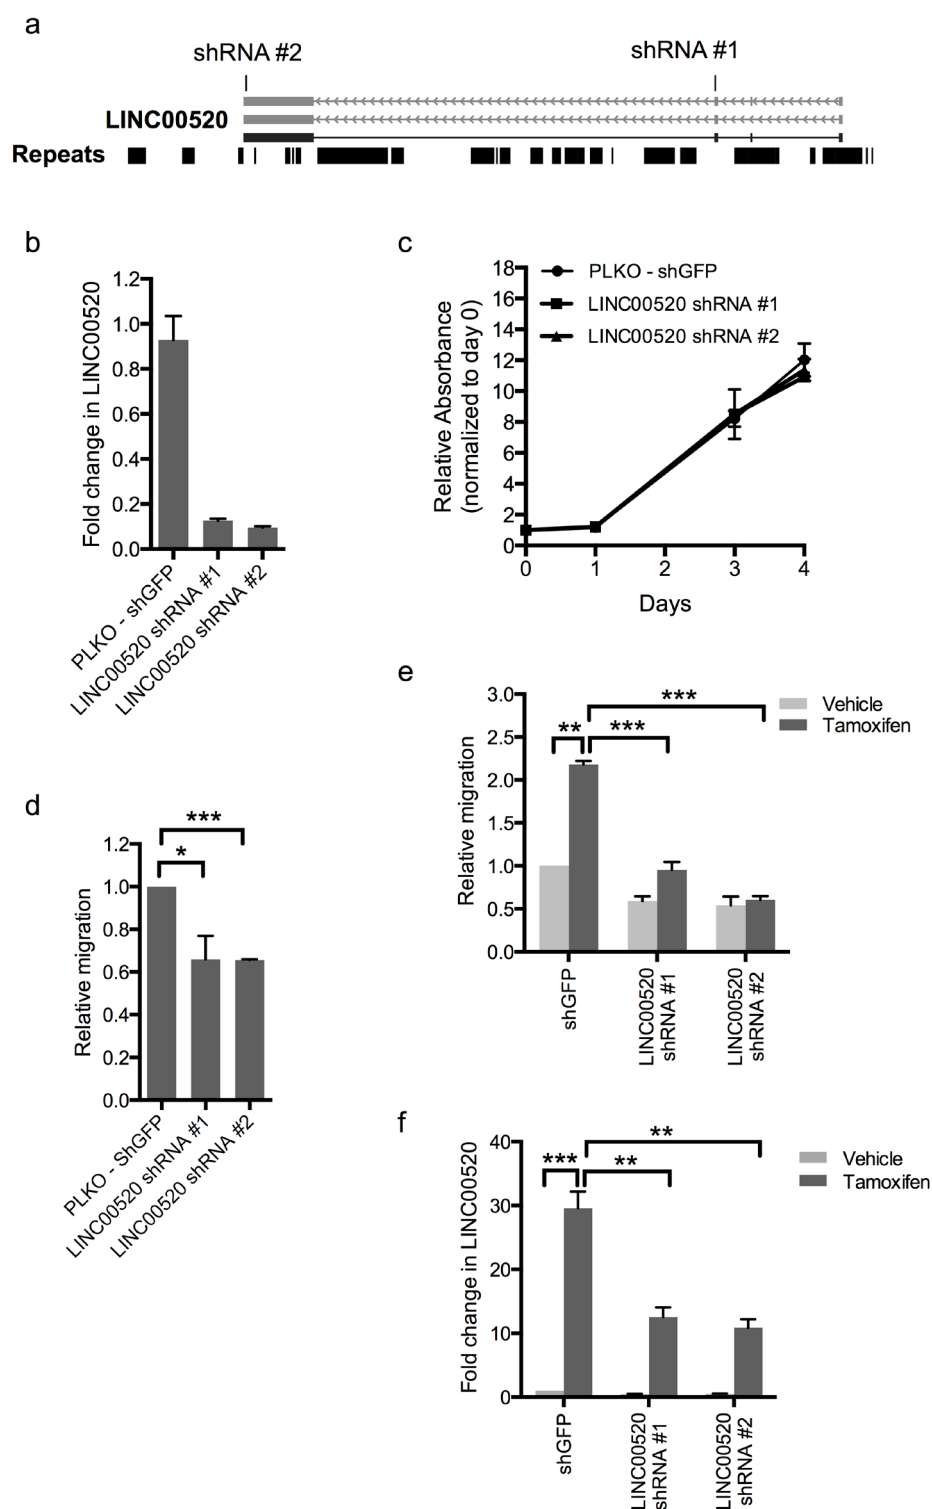 a
shRNA #2
shRNA #1
LINC00520
Repeats
b
Fold change in LINC00520
1.2
1.0
0.8
0.6
0.4
0.2
0.0
PLKO - shGFP
LINC00520 shRNA #1
LINC00520 shRNA #2
c
Relative Absorbance
(normalized to day 0)
18
16
14
12
10
8
6
4
2
0
PLKO - shGFP
LINC00520 shRNA #1
LINC00520 shRNA #2
0 1 2 3 4
Days
d
Relative migration
1.2
1.0
0.8
0.6
0.4
0.2
0.0
***
*
PLKO - ShGFP
LINC00520 shRNA #1
LINC00520 shRNA #2
e
Relative migration
3.0
2.5
2.0
1.5
1.0
0.5
0.0
***
** ***
Vehicle
Tamoxifen
shGFP
LINC00520
shRNA #1
LINC00520
shRNA #2
f
Fold change in LINC00520
40
30
20
10
0
**
*** **
Vehicle
Tamoxifen
shGFP
LINC00520
shRNA #1
LINC00520
shRNA #2